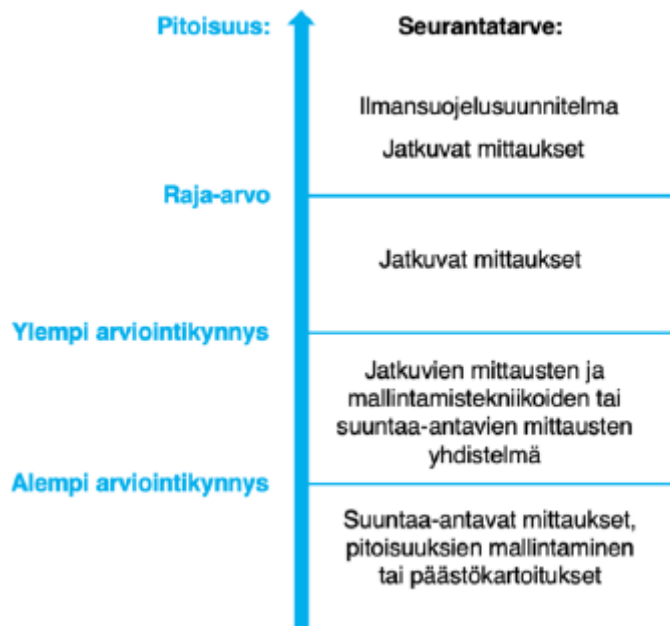 Pitoisuus:
Seurantatarve:
Ilmansuojelusuunnitelma
Jatkuvat mittaukset
Raja-arvo
Jatkuvat mittaukset
Ylempi arviointikynnys
Jatkuvien mittausten ja
mallintamistekniikoiden tai
suuntaa-antavien mittausten
yhdistelmä
Alempi arviointikynnys
Suuntaa-antavat mittaukset,
pitoisuuksien mallintaminen
tai päästökartoitukset